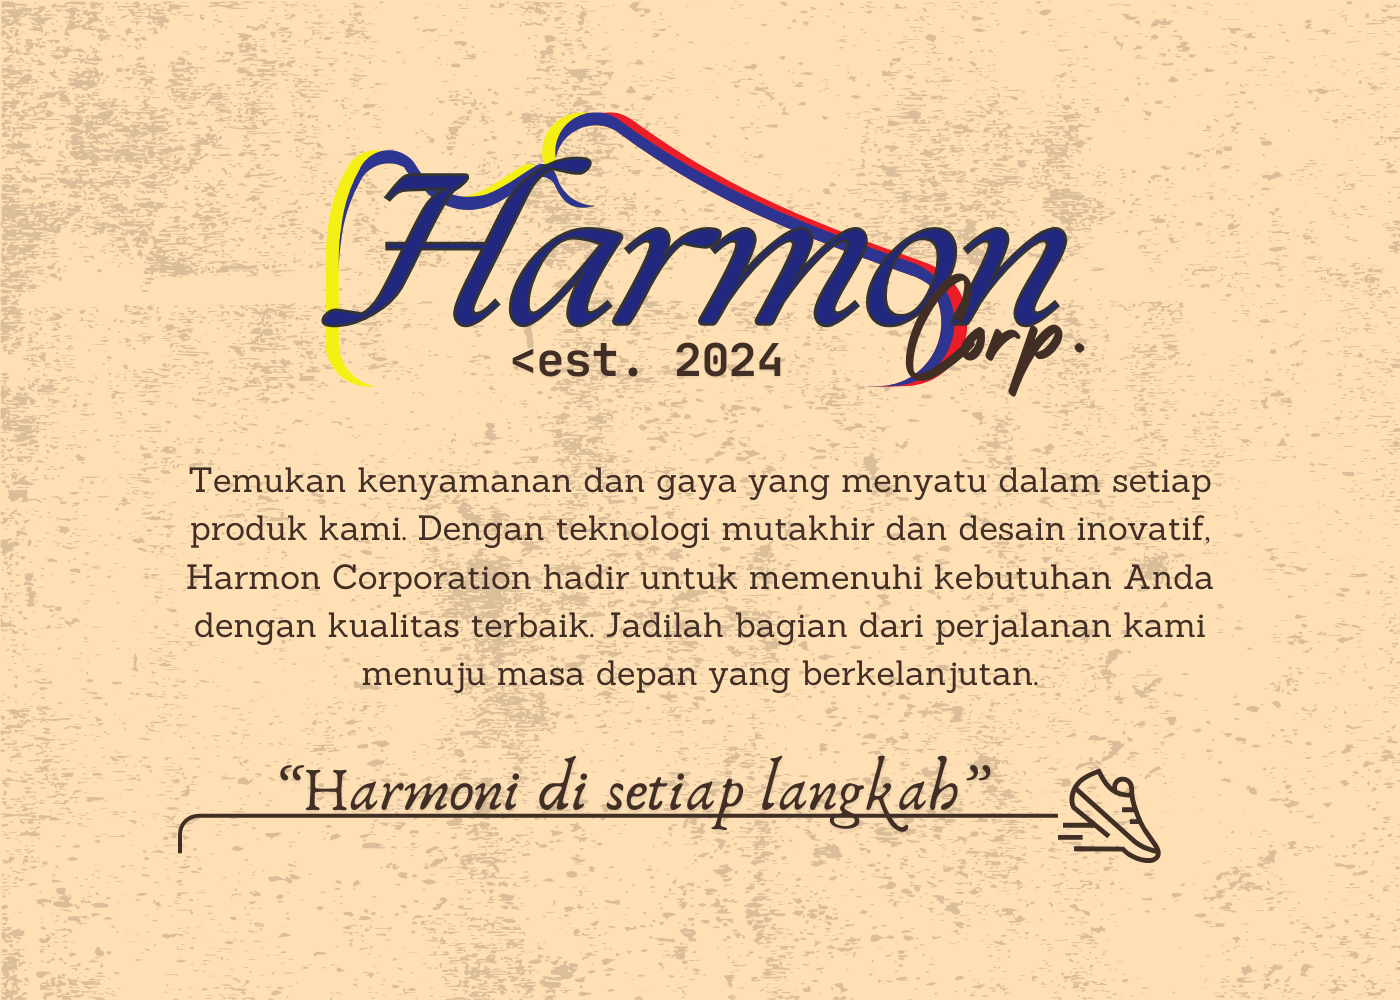 Harmon
Corp.
<est. 2024
Temukan kenyamanan dan gaya yang menyatu dalam setiap
produk kami. Dengan teknologi mutakhir dan desain inovatif,
Harmon Corporation hadir untuk memenuhi kebutuhan Anda
dengan kualitas terbaik. Jadilah bagian dari perjalanan kami
menuju masa depan yang berkelanjutan.
“Harmoni di setiap langkah”